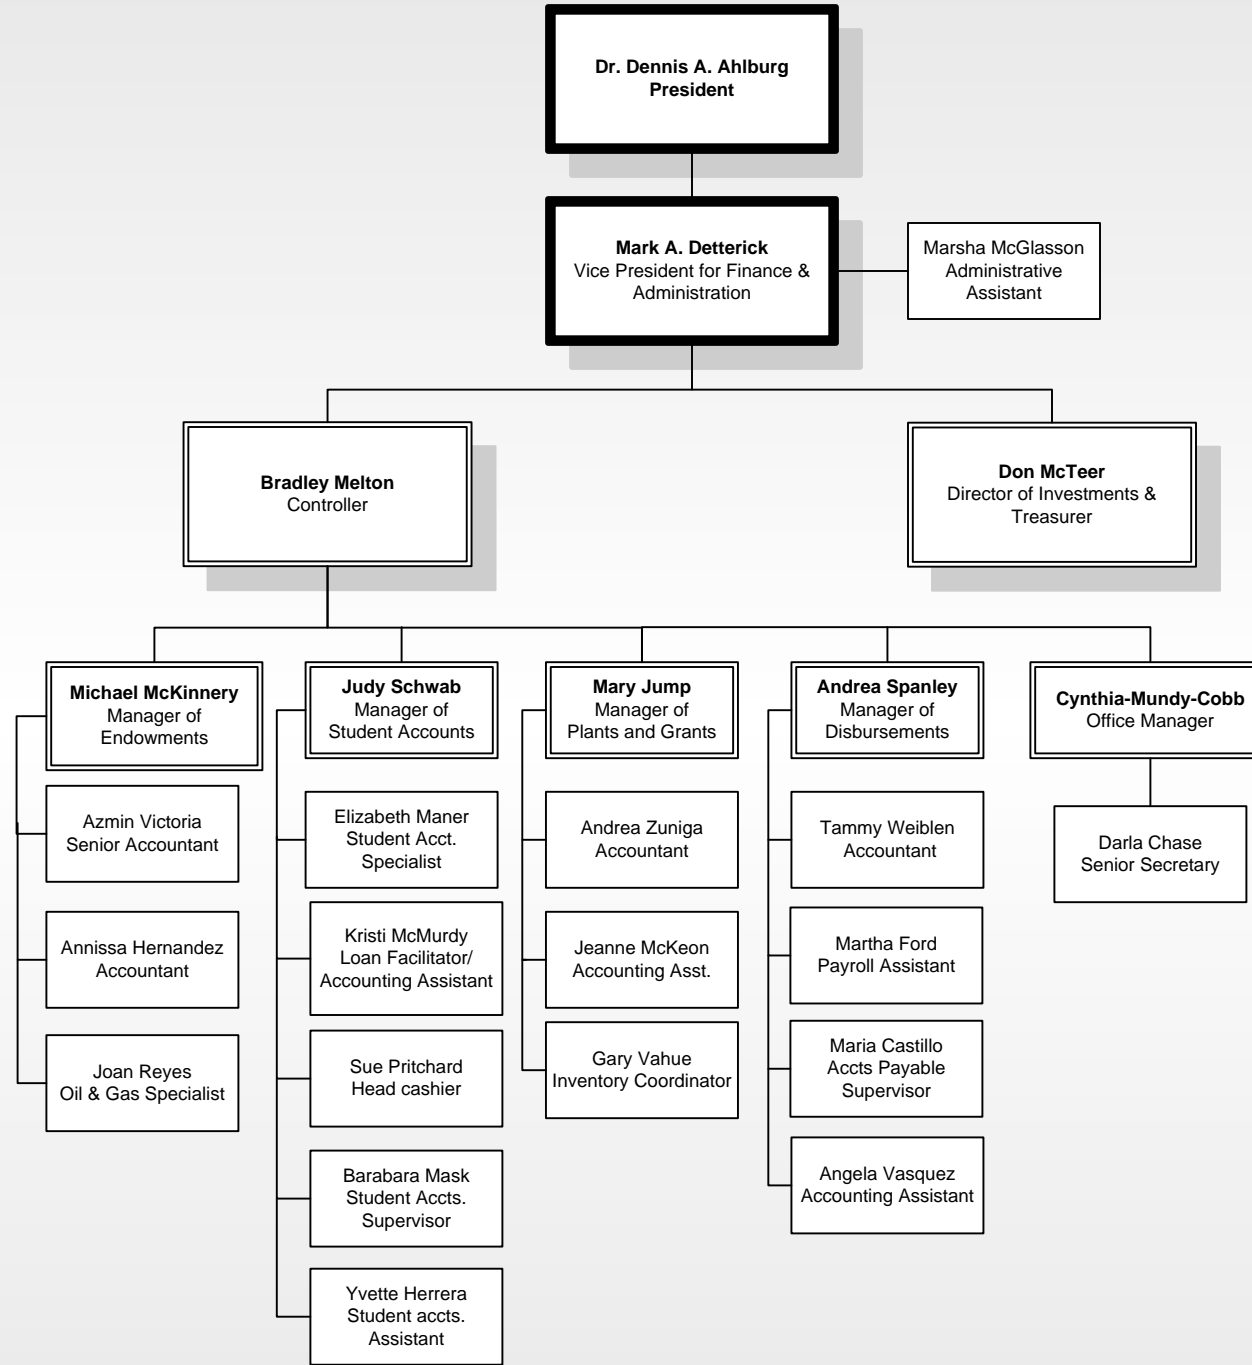 Dr. Dennis A. Ahlburg
President
Mark A. Detterick
Vice President for Finance &
Administration
Marsha McGlasson
Administrative
Assistant
Bradley Melton
Controller
Don McTeer
Director of Investments &
Treasurer
Michael McKinnery
Manager of
Endowments
Judy Schwab
Manager of
Student Accounts
Mary Jump
Manager of
Plants and Grants
Andrea Spanley
Manager of
Disbursements
Cynthia-Mundy-Cobb
Office Manager
Azmin Victoria
Senior Accountant
Annissa Hernandez
Accountant
Joan Reyes
Oil & Gas Specialist
Elizabeth Maner
Student Acct.
Specialist
Kristi McMurdy
Loan Facilitator/
Accounting Assistant
Sue Pritchard
Head cashier
Barabara Mask
Student Accts.
Supervisor
Yvette Herrera
Student accts.
Assistant
Andrea Zuniga
Accountant
Jeanne McKeon
Accounting Asst.
Gary Vahue
Inventory Coordinator
Tammy Weiblen
Accountant
Martha Ford
Payroll Assistant
Maria Castillo
Accts Payable
Supervisor
Angela Vasquez
Accounting Assistant
Darla Chase
Senior Secretary